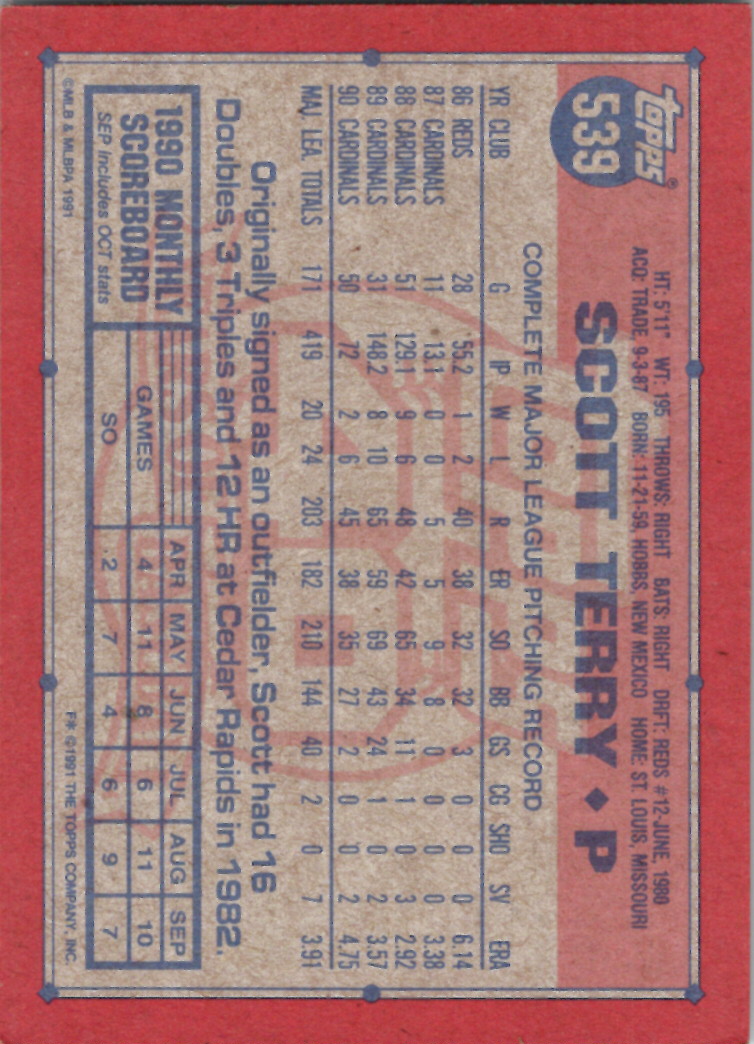 topps®
539
HT: 5'11" WT: 195 THROWS: RIGHT BATS: RIGHT DRFT: REDS #12-JUNE, 1980
ACQ: TRADE, 9-3-87 BORN: 11-21-59, HOBBS, NEW MEXICO HOME: ST. LOUIS, MISSOURI
SCOTT TERRY ◆ P
COMPLETE MAJOR LEAGUE PITCHING RECORD
YR CLUB G IP W L R ER SO BB GS CG SHO SV ERA
86 REDS 28 55.2 1 2 40 38 32 32 3 0 0 0 6.14
87 CARDINALS 11 13.1 0 0 5 5 9 8 0 0 0 0 3.38
88 CARDINALS 51 129.1 9 6 48 42 65 34 11 1 0 3 2.92
89 CARDINALS 31 148.2 8 10 65 59 69 43 24 1 0 2 3.57
90 CARDINALS 50 72 2 6 45 38 35 27 2 0 0 2 4.75
MAJ. LEA. TOTALS 171 419 20 24 203 182 210 144 40 2 0 7 3.91
Originally signed as an outfielder, Scott had 16
Doubles, 3 Triples and 12 HR at Cedar Rapids in 1982.
1990 MONTHLY
SCOREBOARD
SEP includes OCT stats
APR MAY JUN JUL AUG SEP
GAMES 4 11 8 6 11 10
SO 2 7 4 6 9 7
©MLB & MLBPA 1991
F* ©1991 THE TOPPS COMPANY, INC.